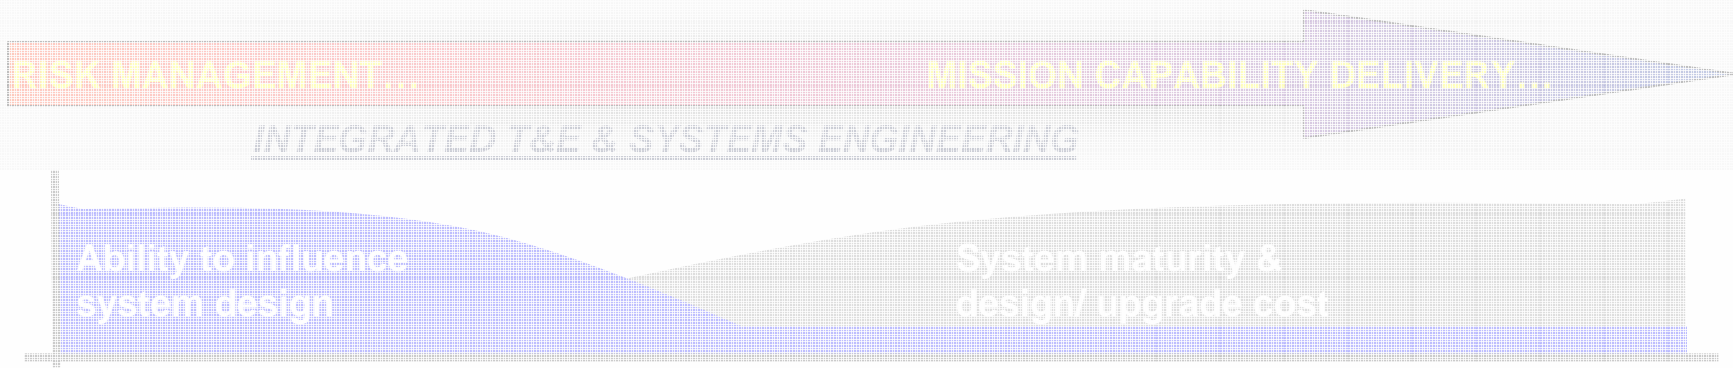 RISK MANAGEMENT... MISSION CAPABILITY DELIVERY...
INTEGRATED T&E & SYSTEMS ENGINEERING
Ability to influence
system design
System maturity &
design/ upgrade cost